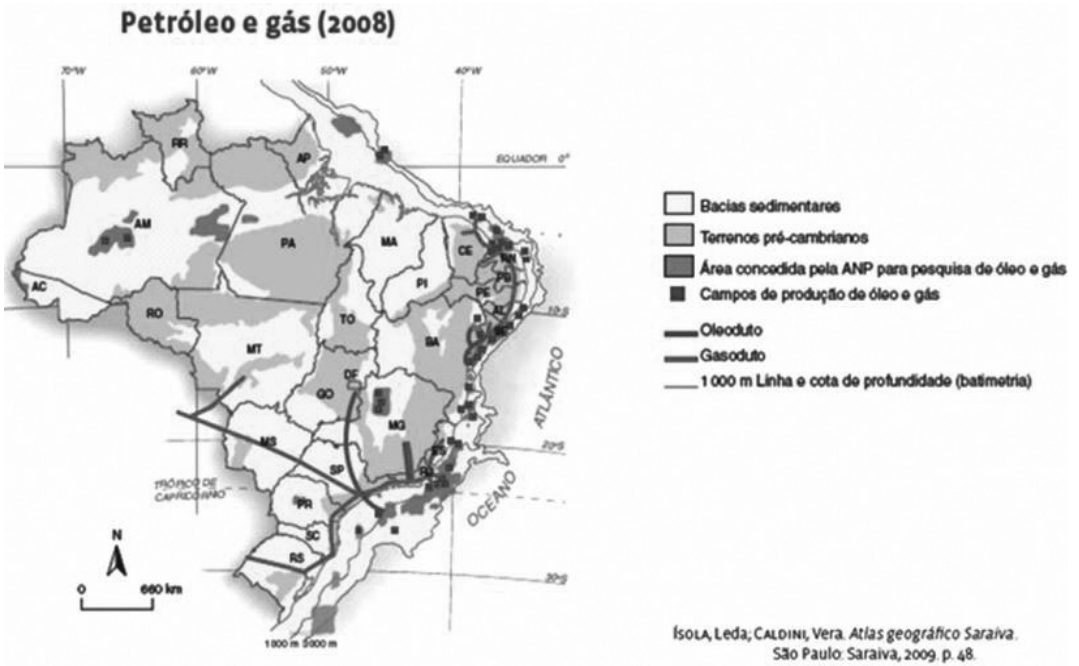 Petróleo e gás (2008)
70°W 60°W 50°W 40°W
EQUADOR 0°
RR AP
AM PA MA CE RN
PB
PI PE
AC AL
10°S
RO TO SE
BA
MT
DF
GO
MG
MS ES
20°S
SP RJ
TRÓPICO DE
CAPRICÓRNIO
PR
SC
RS
30°S
OCEANO
ATLÂNTICO
N
0 660 km
1000 m
Bacias sedimentares
Terrenos pré-cambrianos
Área concedida pela ANP para pesquisa de óleo e gás
Campos de produção de óleo e gás
Oleoduto
Gasoduto
1 000 m Linha e cota de profundidade (batimetria)
ÍSOLA, Leda; CALDINI, Vera. Atlas geográfico Saraiva.
São Paulo: Saraiva, 2009. p. 48.